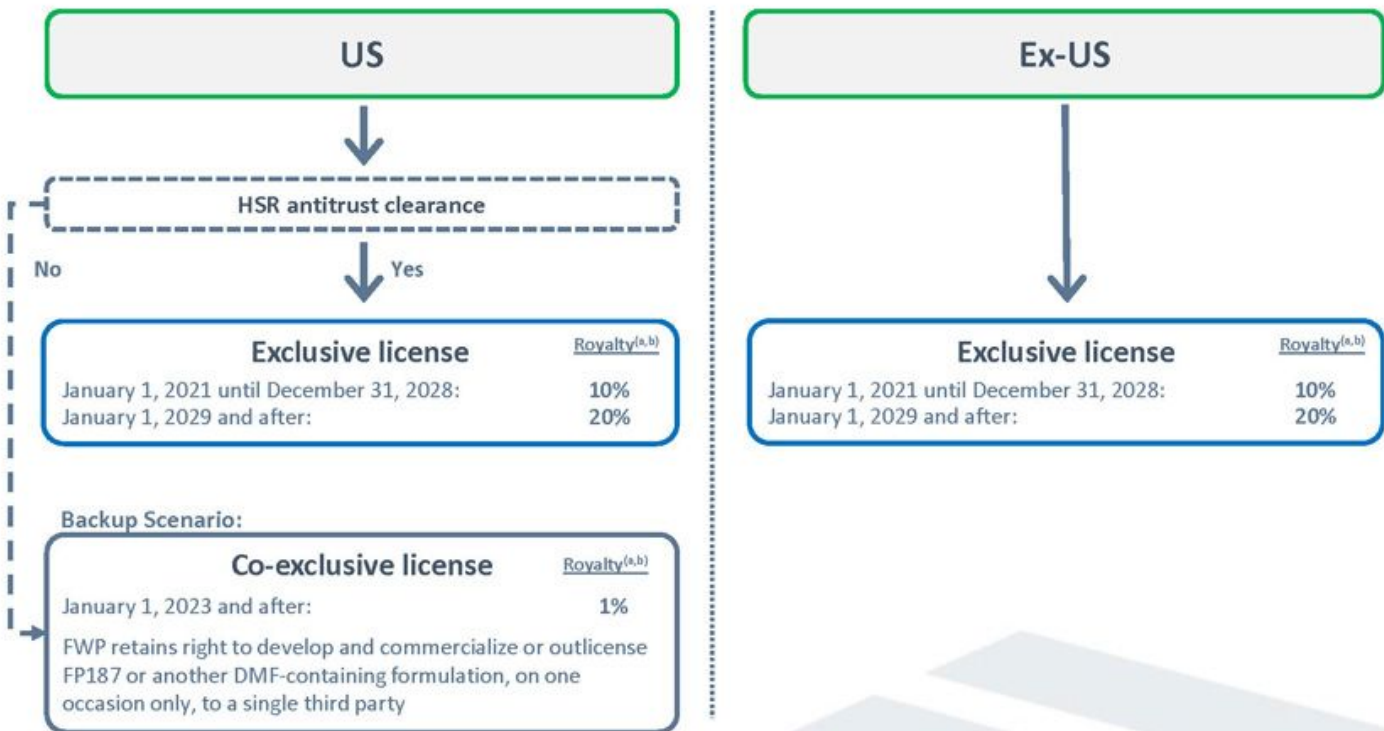 US
HSR antitrust clearance
No
Yes
Exclusive license Royalty(a,b)
January 1, 2021 until December 31, 2028: 10%
January 1, 2029 and after: 20%
Backup Scenario:
Co-exclusive license Royalty(a,b)
January 1, 2023 and after: 1%
FWP retains right to develop and commercialize or outlicense
FP187 or another DMF-containing formulation, on one
occasion only, to a single third party
Ex-US
Exclusive license Royalty(a,b)
January 1, 2021 until December 31, 2028: 10%
January 1, 2029 and after: 20%